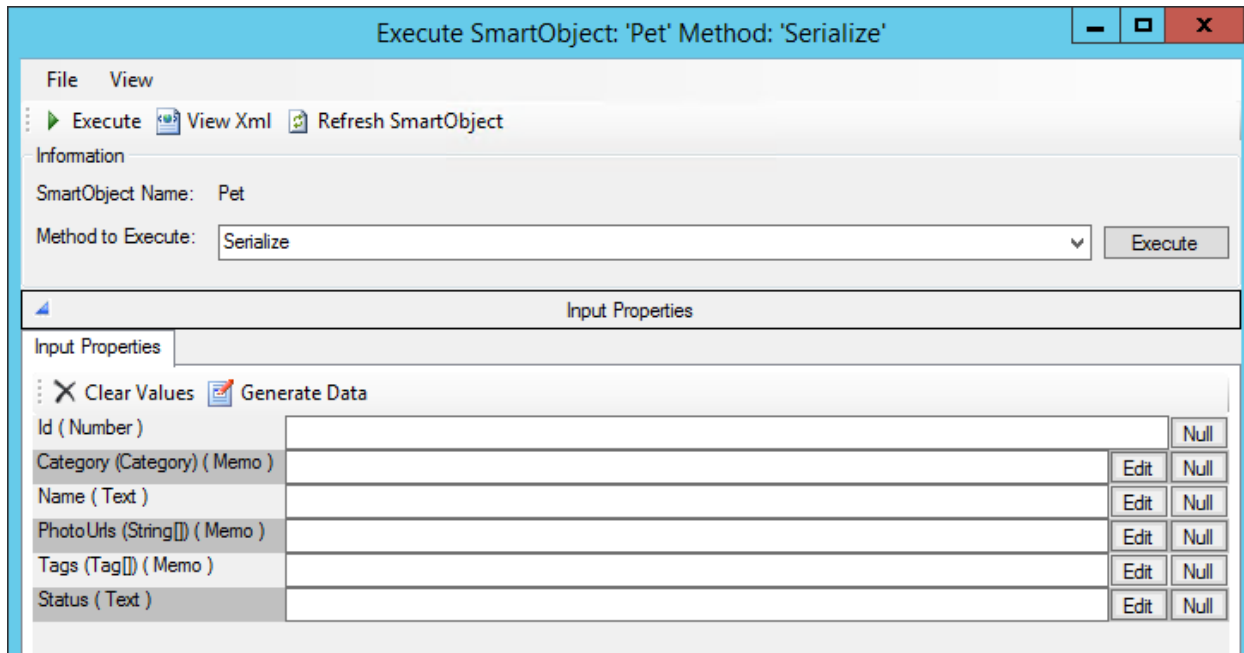 Execute SmartObject: 'Pet' Method: 'Serialize'
File View
Execute View Xml Refresh SmartObject
Information
SmartObject Name: Pet
Method to Execute: Serialize Execute
Input Properties
Input Properties
Clear Values Generate Data
Id ( Number ) Null
Category (Category) ( Memo ) Edit Null
Name ( Text ) Edit Null
PhotoUrls (String[]) ( Memo ) Edit Null
Tags (Tag[]) ( Memo ) Edit Null
Status ( Text ) Edit Null